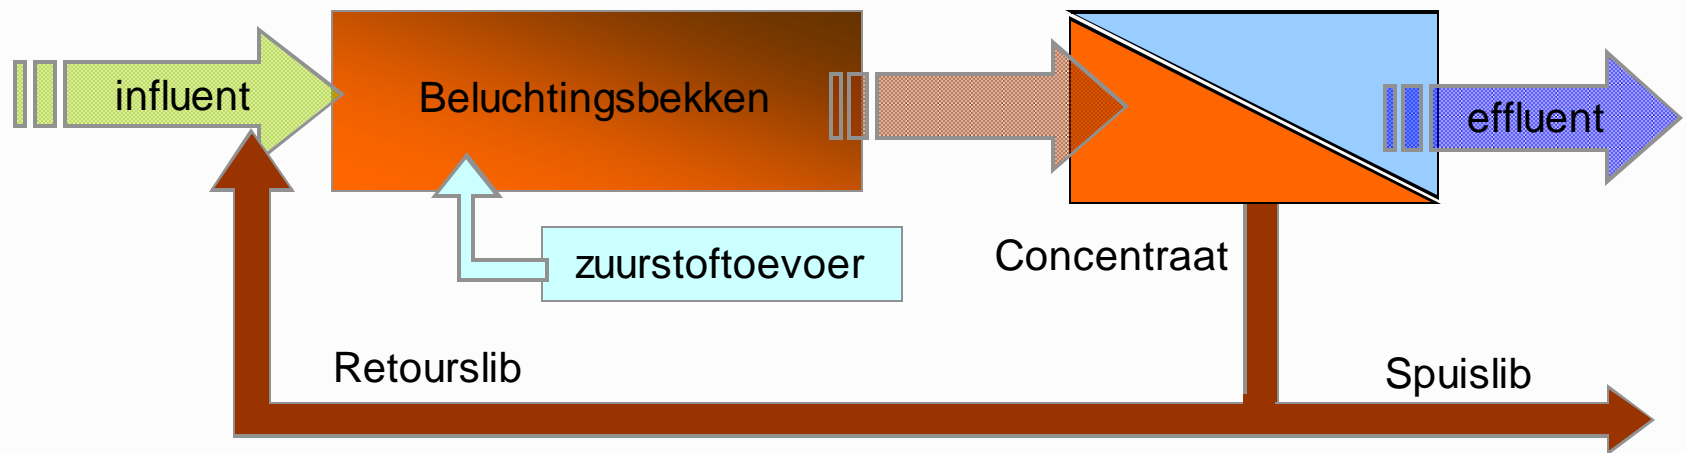 influent
Beluchtingsbekken
effluent
zuurstoftoevoer
Concentraat
Retourslib
Spuislib